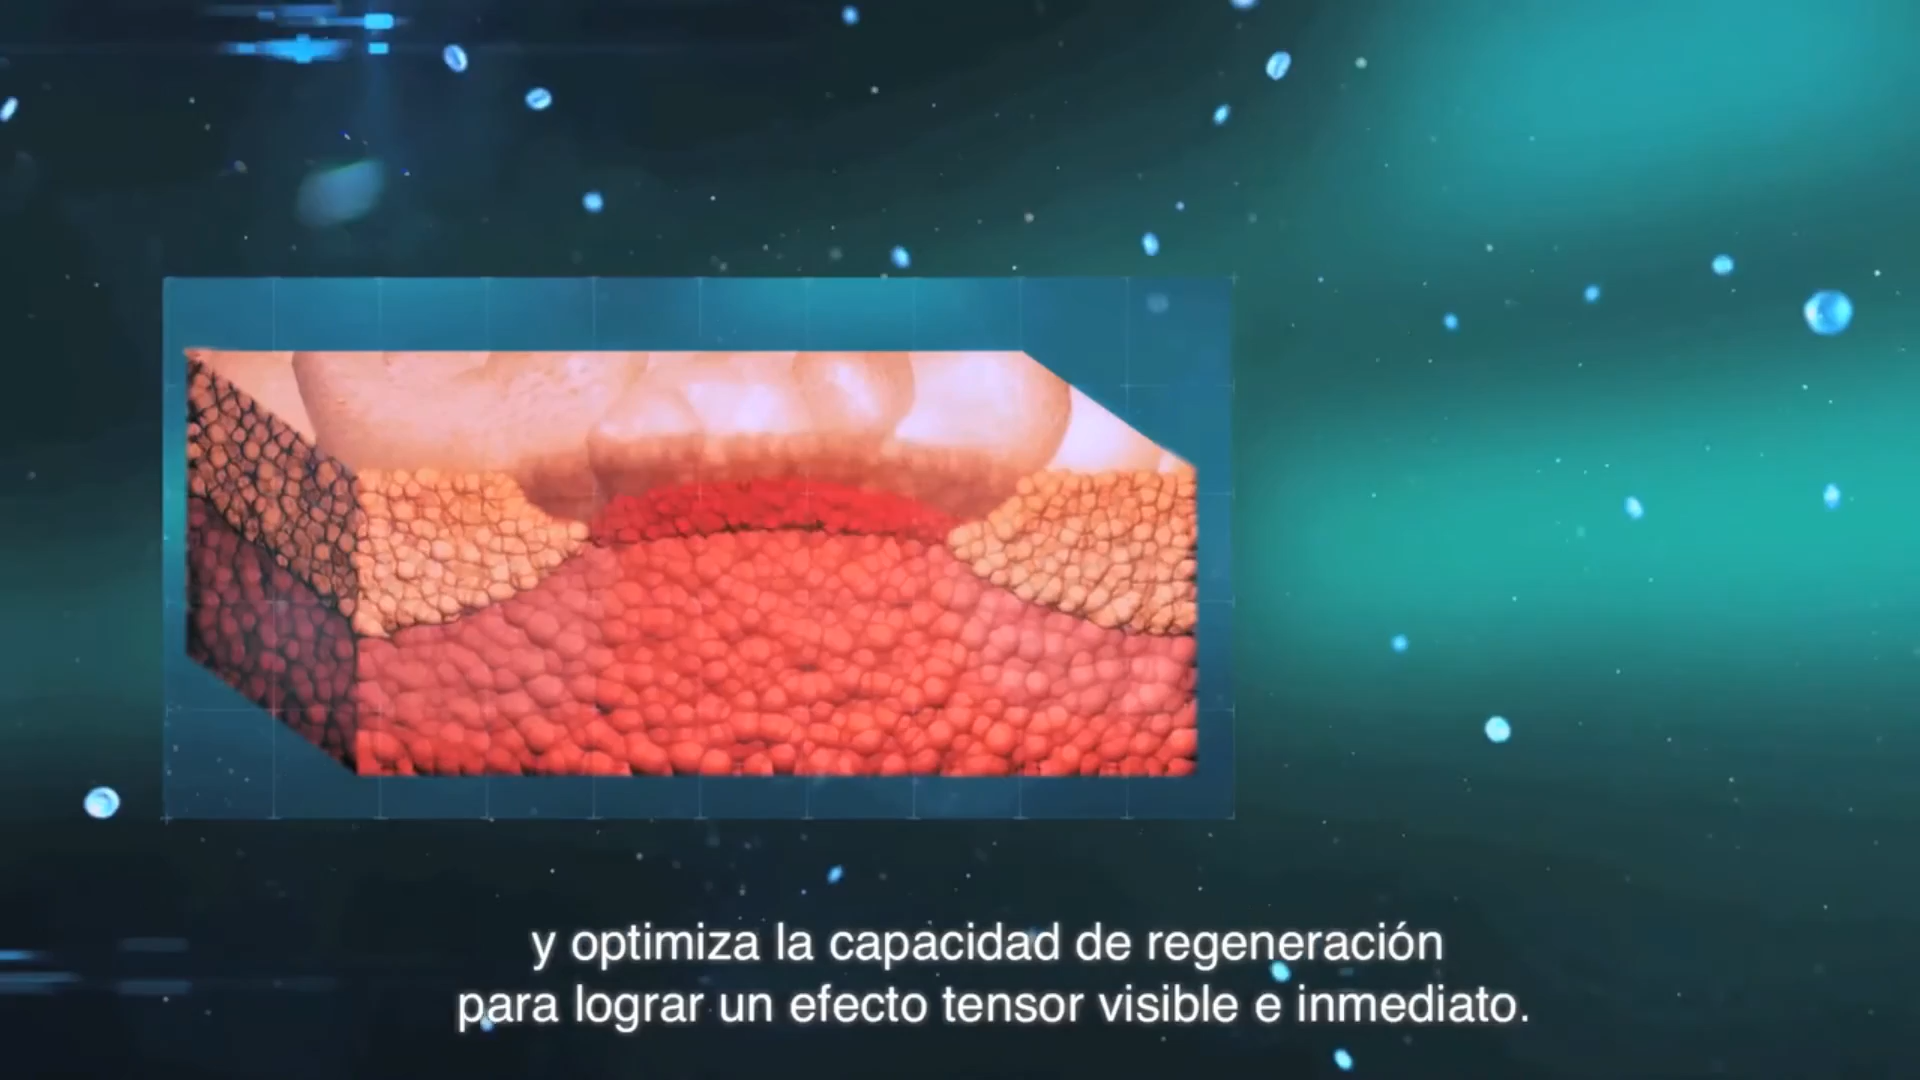 y optimiza la capacidad de regeneración
para lograr un efecto tensor visible e inmediato.